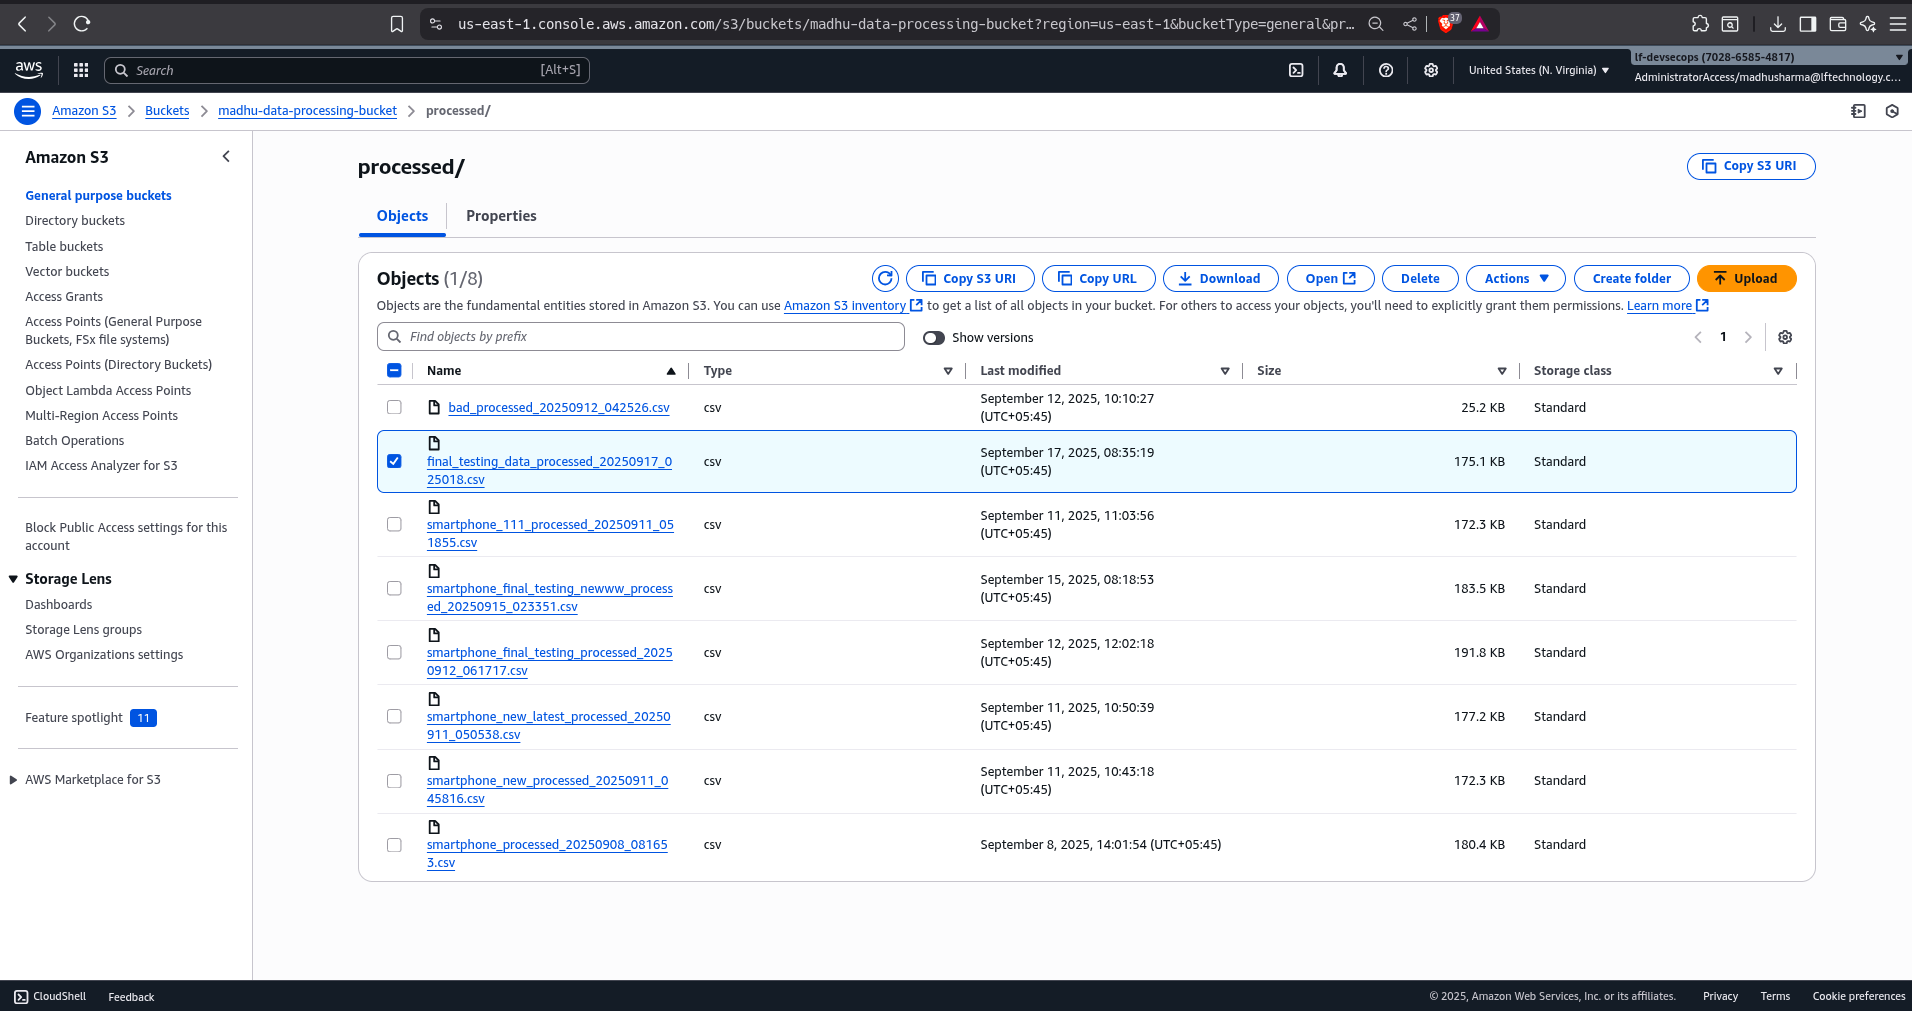 us-east-1.console.aws.amazon.com/s3/buckets/madhu-data-processing-bucket?region=us-east-1&bucketType=general&pr...
37
aws
Search
[Alt+S]
United States (N. Virginia)
lf-devsecops (7028-6585-4817)
AdministratorAccess/madhusharma@lftechnology.c...
Amazon S3
Buckets
madhu-data-processing-bucket
processed/
Amazon S3
General purpose buckets
Directory buckets
Table buckets
Vector buckets
Access Grants
Access Points (General Purpose
Buckets, FSx file systems)
Access Points (Directory Buckets)
Object Lambda Access Points
Multi-Region Access Points
Batch Operations
IAM Access Analyzer for S3
Block Public Access settings for this
account
Storage Lens
Dashboards
Storage Lens groups
AWS Organizations settings
Feature spotlight 11
AWS Marketplace for S3
processed/
Copy S3 URI
Objects
Properties
Objects (1/8)
Copy S3 URI
Copy URL
Download
Open
Delete
Actions
Create folder
Upload
Objects are the fundamental entities stored in Amazon S3. You can use Amazon S3 inventory to get a list of all objects in your bucket. For others to access your objects, you'll need to explicitly grant them permissions. Learn more
Find objects by prefix
Show versions
1
Name
Type
Last modified
Size
Storage class
bad_processed_20250912_042526.csv
csv
September 12, 2025, 10:10:27
(UTC+05:45)
25.2 KB
Standard
final_testing_data_processed_20250917_0
25018.csv
csv
September 17, 2025, 08:35:19
(UTC+05:45)
175.1 KB
Standard
smartphone_111_processed_20250911_05
1855.csv
csv
September 11, 2025, 11:03:56
(UTC+05:45)
172.3 KB
Standard
smartphone_final_testing_newww_process
ed_20250915_023351.csv
csv
September 15, 2025, 08:18:53
(UTC+05:45)
183.5 KB
Standard
smartphone_final_testing_processed_2025
0912_061717.csv
csv
September 12, 2025, 12:02:18
(UTC+05:45)
191.8 KB
Standard
smartphone_new_latest_processed_20250
911_050538.csv
csv
September 11, 2025, 10:50:39
(UTC+05:45)
177.2 KB
Standard
smartphone_new_processed_20250911_0
45816.csv
csv
September 11, 2025, 10:43:18
(UTC+05:45)
172.3 KB
Standard
smartphone_processed_20250908_08165
3.csv
csv
September 8, 2025, 14:01:54 (UTC+05:45)
180.4 KB
Standard
CloudShell
Feedback
© 2025, Amazon Web Services, Inc. or its affiliates.
Privacy
Terms
Cookie preferences